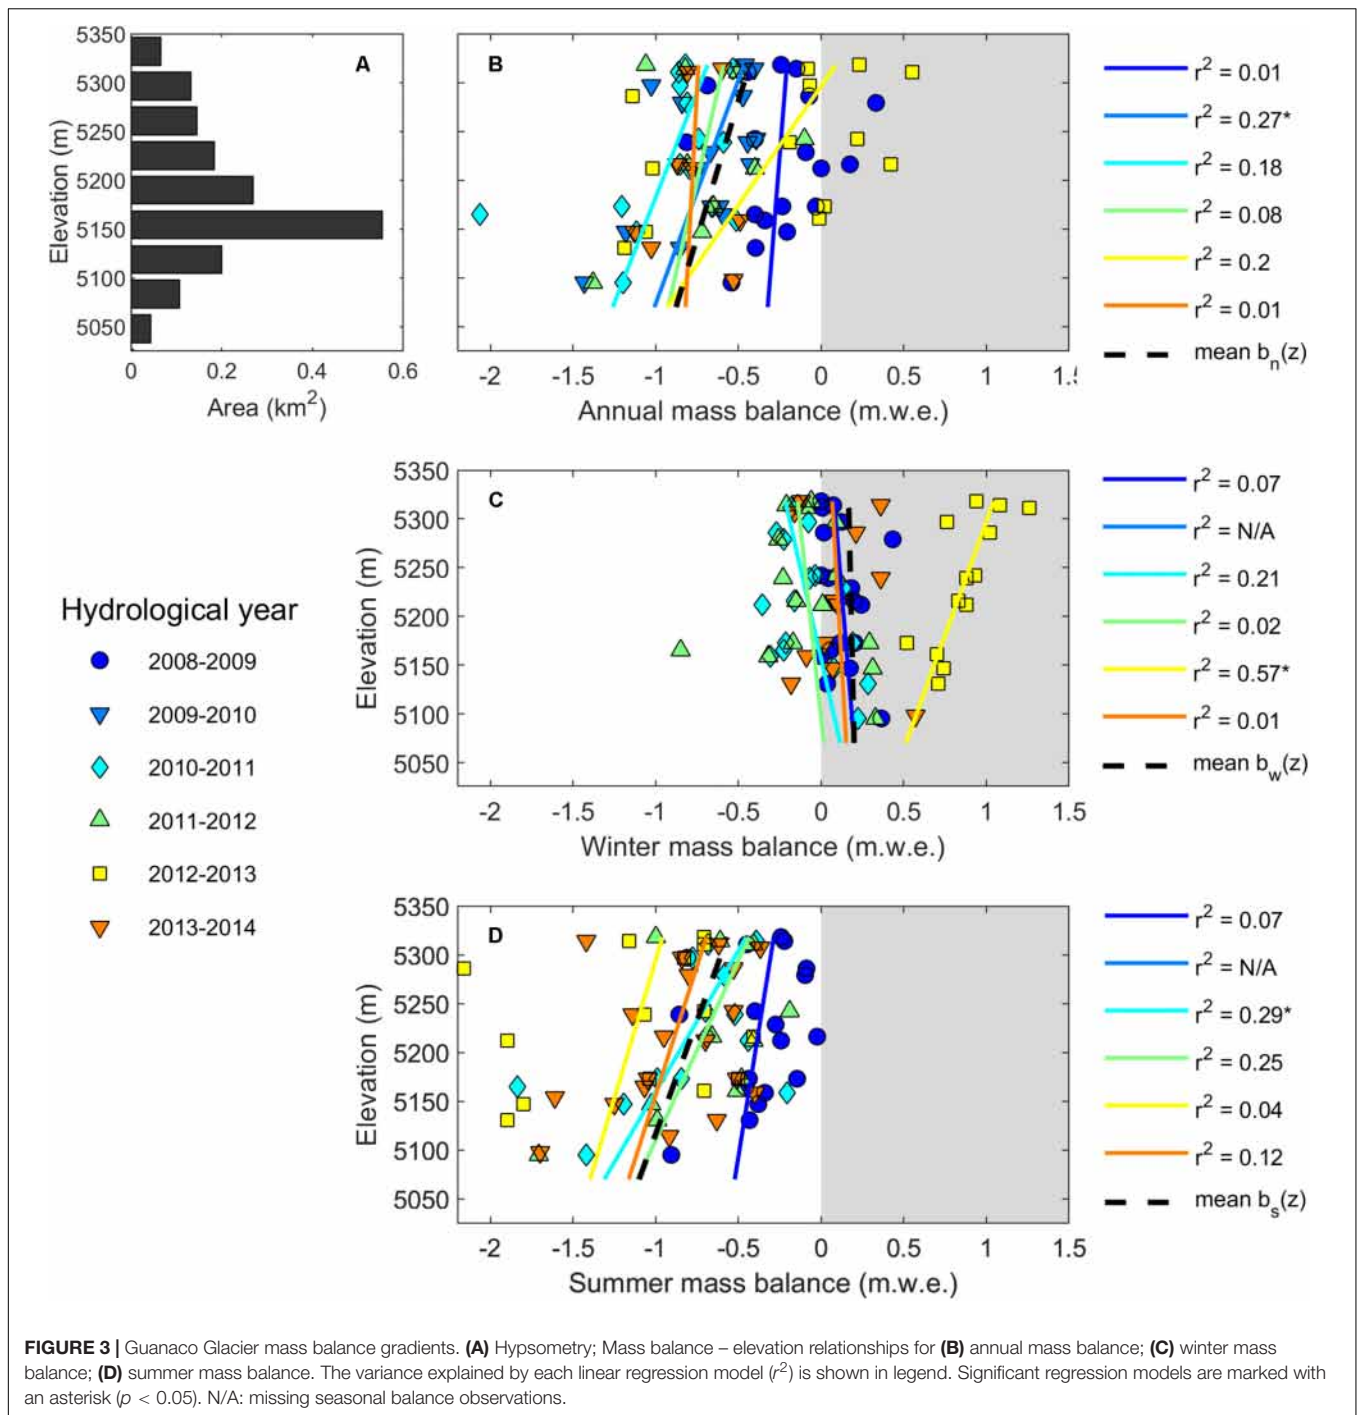 A
5350
5300
5250
5200
5150
5100
5050
Elevation (m)
0 0.2 0.4 0.6
Area (km2)
B
-2 -1.5 -1 -0.5 0 0.5 1
Annual mass balance (m.w.e.)
r2 = 0.01
r2 = 0.27*
r2 = 0.18
r2 = 0.08
r2 = 0.2
r2 = 0.01
mean bn(z)
C
5350
5300
5250
5200
5150
5100
5050
Elevation (m)
-2 -1.5 -1 -0.5 0 0.5 1 1.5
Winter mass balance (m.w.e.)
r2 = 0.07
r2 = N/A
r2 = 0.21
r2 = 0.02
r2 = 0.57*
r2 = 0.01
mean bw(z)
Hydrological year
2008-2009
2009-2010
2010-2011
2011-2012
2012-2013
2013-2014
D
5350
5300
5250
5200
5150
5100
5050
Elevation (m)
-2 -1.5 -1 -0.5 0 0.5 1 1.5
Summer mass balance (m.w.e.)
r2 = 0.07
r2 = N/A
r2 = 0.29*
r2 = 0.25
r2 = 0.04
r2 = 0.12
mean bs(z)
FIGURE 3 | Guanaco Glacier mass balance gradients. (A) Hypsometry; Mass balance – elevation relationships for (B) annual mass balance; (C) winter mass
balance; (D) summer mass balance. The variance explained by each linear regression model (r2) is shown in legend. Significant regression models are marked with
an asterisk (p < 0.05). N/A: missing seasonal balance observations.